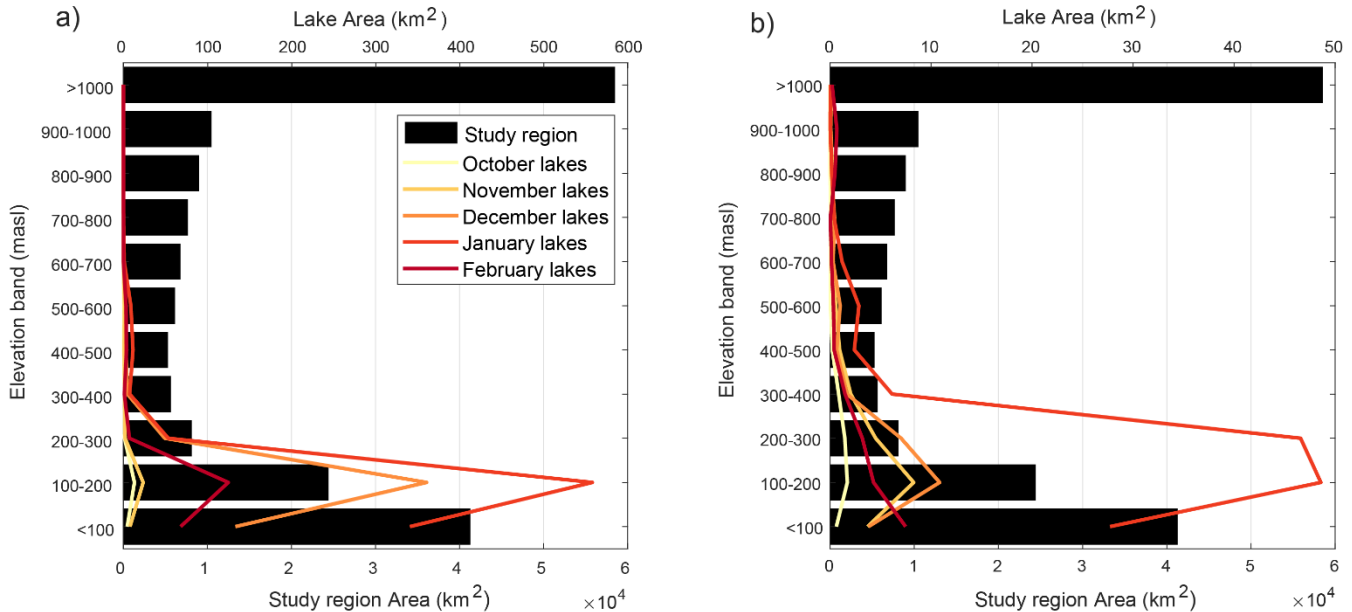 a)
Lake Area (km²)
0 100 200 300 400 500 600
>1000
900-1000
800-900
700-800
600-700
500-600
400-500
300-400
200-300
100-200
<100
Elevation band (masl)
Study region
October lakes
November lakes
December lakes
January lakes
February lakes
0 1 2 3 4 5 6
×10⁴
Study region Area (km²)
b)
Lake Area (km²)
0 10 20 30 40 50
>1000
900-1000
800-900
700-800
600-700
500-600
400-500
300-400
200-300
100-200
<100
Elevation band (masl)
0 1 2 3 4 5 6
×10⁴
Study region Area (km²)